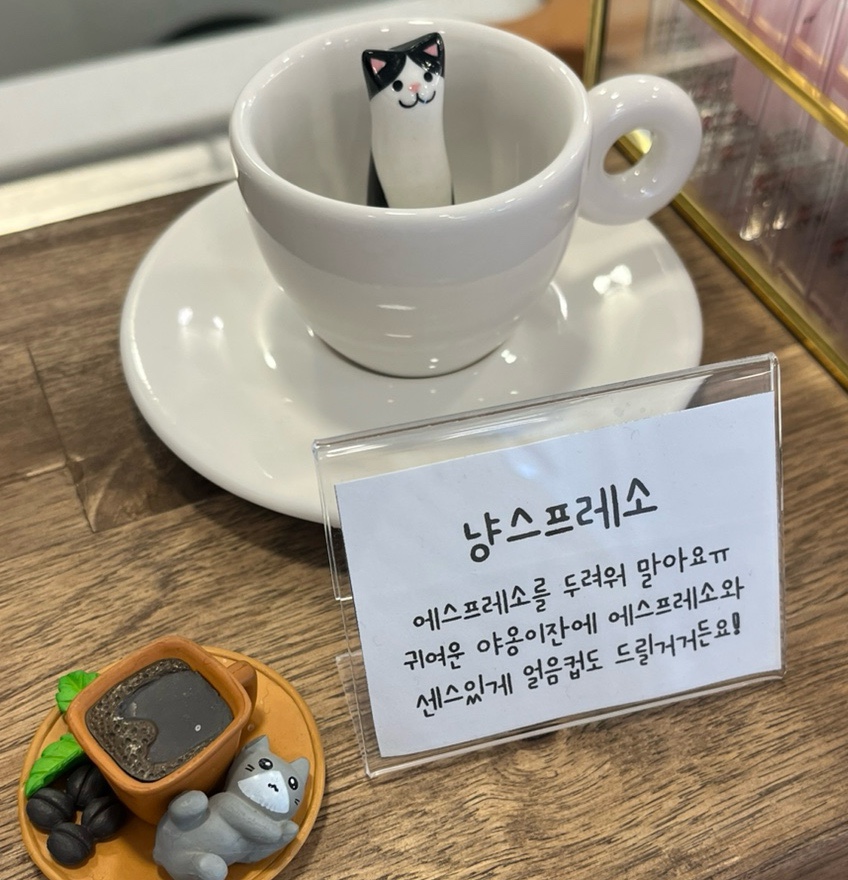 냥스프레소
에스프레소를 두려워 말아요ㅠ
귀여운 야옹이잔에 에스프레소와
센스있게 얼음컵도 드릴거거든요!